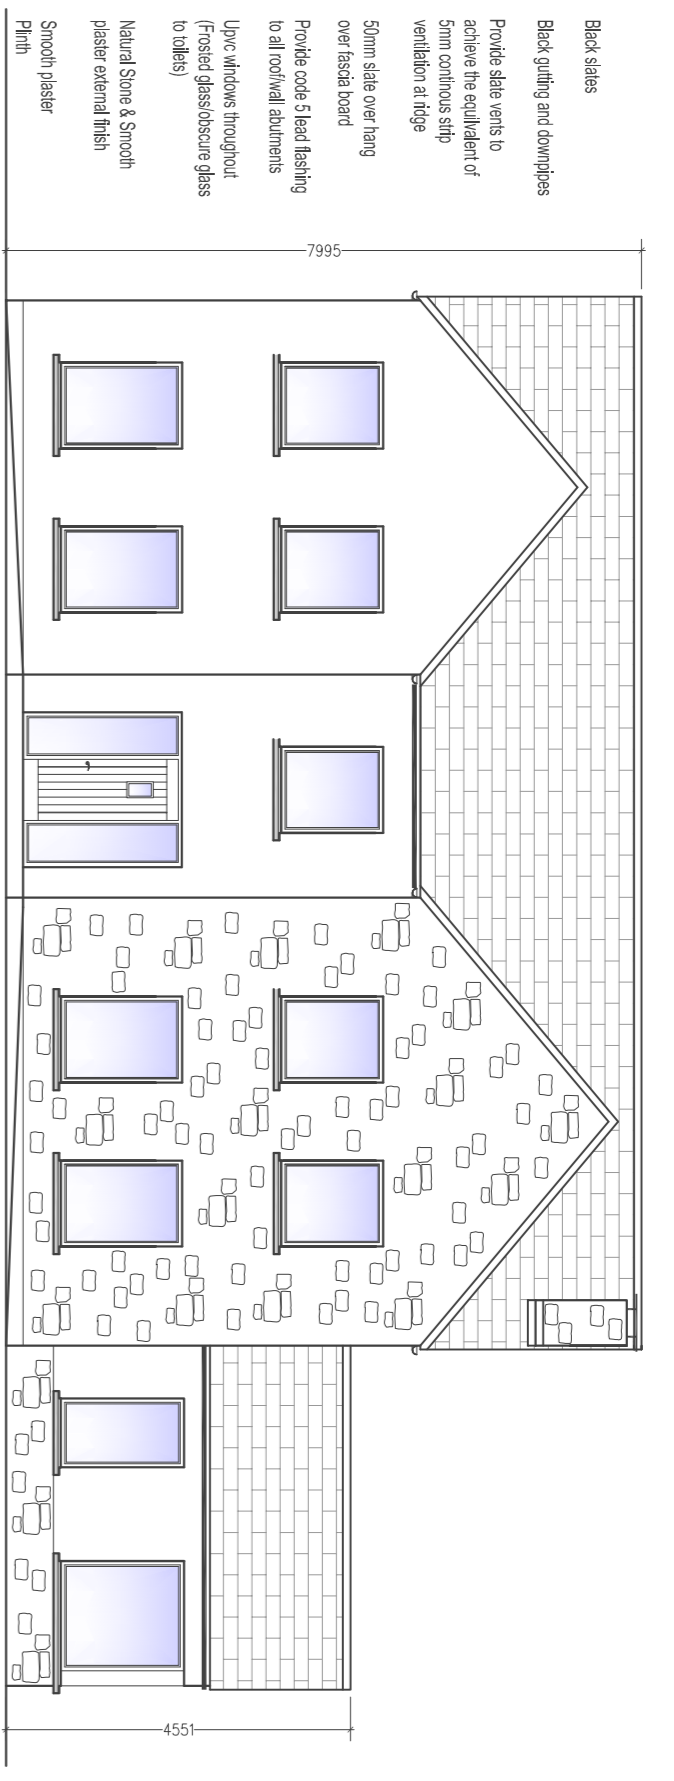 Black slates
Black gutting and downpipes
Provide slate vents to
achieve the equilvalent of
5mm continous strip
ventilation at ridge
50mm slate over hang
over fascia board
Provide code 5 lead flashing
to all roof/wall abutments
Upvc windows throughout
(Frosted glass/obscure glass
to toilets)
Natural Stone & Smooth
plaster external finish
Smooth plaster
Plinth
7995
4551